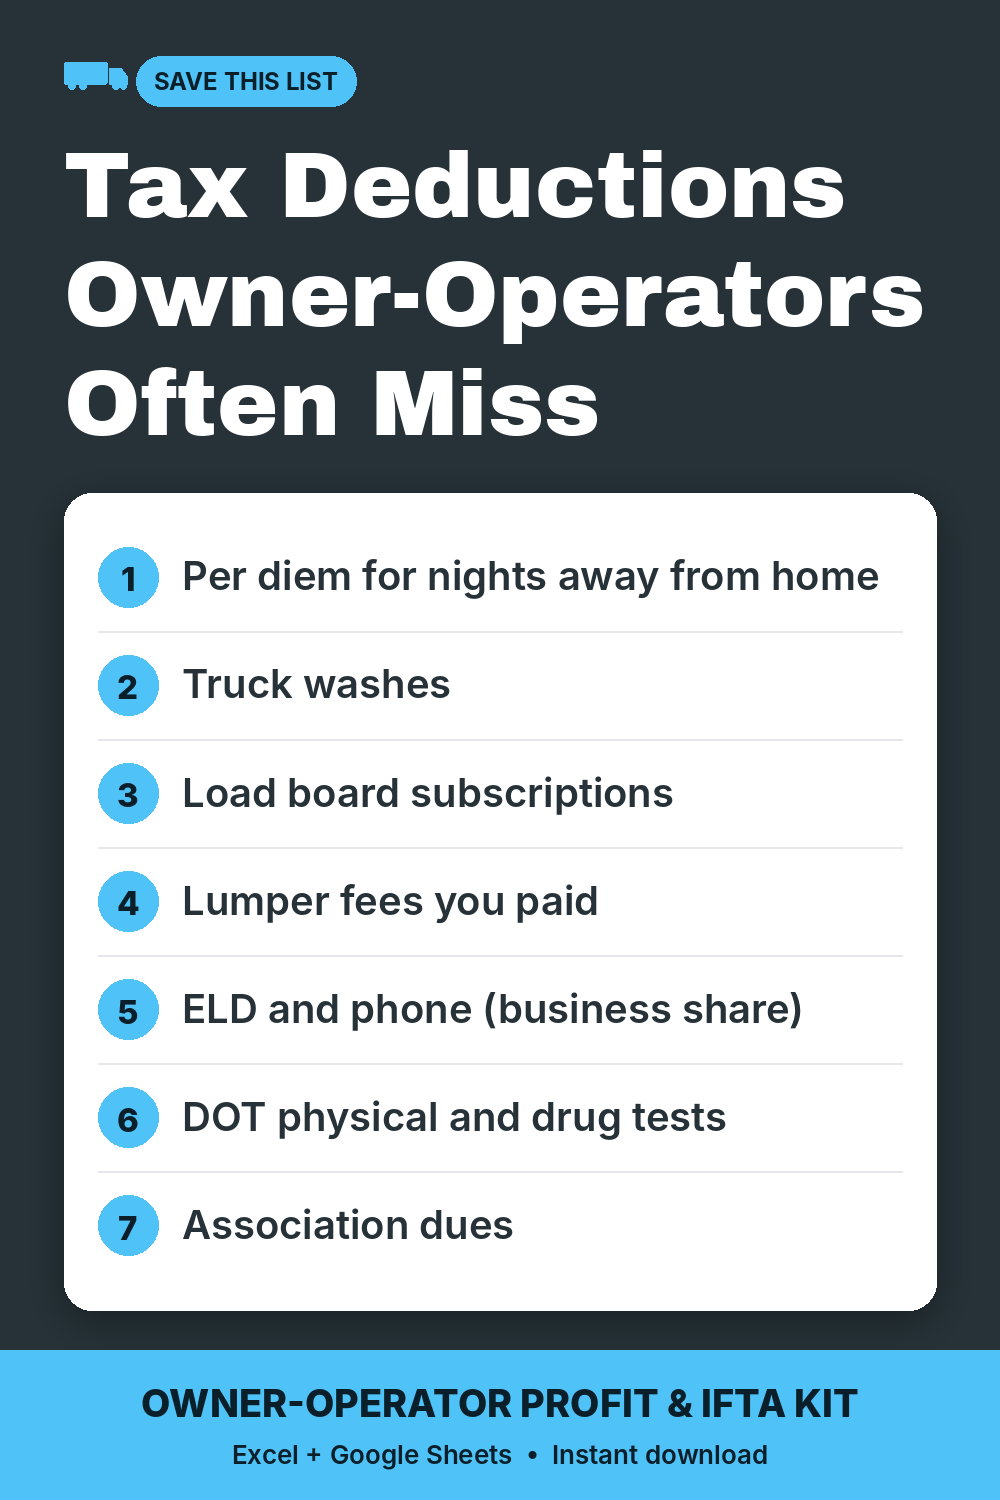 SAVE THIS LIST
Tax Deductions
Owner-Operators
Often Miss
1 Per diem for nights away from home
2 Truck washes
3 Load board subscriptions
4 Lumper fees you paid
5 ELD and phone (business share)
6 DOT physical and drug tests
7 Association dues
OWNER-OPERATOR PROFIT & IFTA KIT
Excel + Google Sheets • Instant download